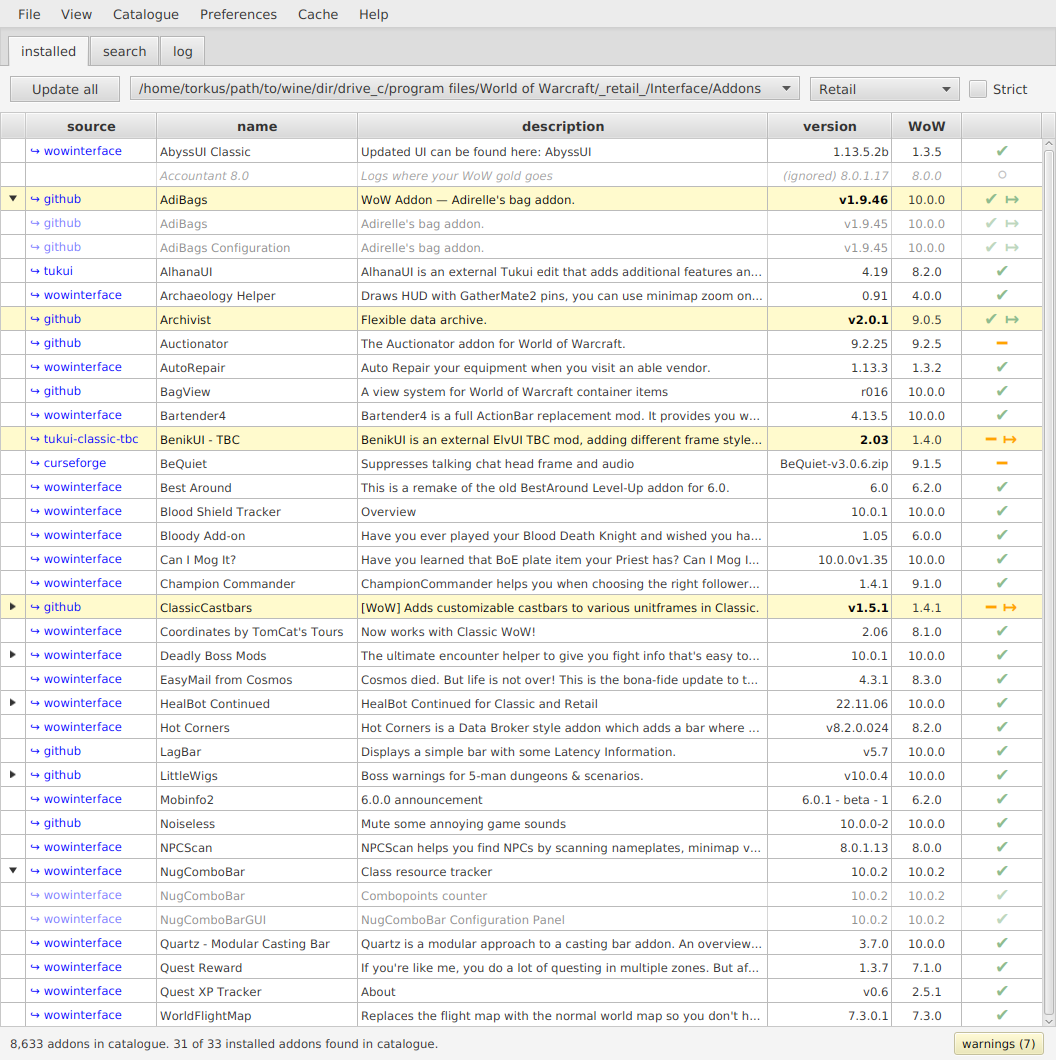 File View Catalogue Preferences Cache Help
installed search log
Update all /home/torkus/path/to/wine/dir/drive_c/program files/World of Warcraft/_retail_/Interface/Addons Retail Strict
source name description version WoW
↪ wowinterface AbyssUI Classic Updated UI can be found here: AbyssUI 1.13.5.2b 1.3.5 ✔
Accountant 8.0 Logs where your WoW gold goes (ignored) 8.0.1.17 8.0.0 ○
▼ ↪ github AdiBags WoW Addon — Adirelle's bag addon. v1.9.46 10.0.0 ✔ ↦
↪ github AdiBags Adirelle's bag addon. v1.9.45 10.0.0 ✔ ↦
↪ github AdiBags Configuration Adirelle's bag addon. v1.9.45 10.0.0 ✔ ↦
↪ tukui AlhanaUI AlhanaUI is an external Tukui edit that adds additional features an... 4.19 8.2.0 ✔
↪ wowinterface Archaeology Helper Draws HUD with GatherMate2 pins, you can use minimap zoom on... 0.91 4.0.0 ✔
↪ github Archivist Flexible data archive. v2.0.1 9.0.5 ✔ ↦
↪ github Auctionator The Auctionator addon for World of Warcraft. 9.2.25 9.2.5 ━
↪ wowinterface AutoRepair Auto Repair your equipment when you visit an able vendor. 1.13.3 1.3.2 ✔
↪ github BagView A view system for World of Warcraft container items r016 10.0.0 ✔
↪ wowinterface Bartender4 Bartender4 is a full ActionBar replacement mod. It provides you w... 4.13.5 10.0.0 ✔
↪ tukui-classic-tbc BenikUI - TBC BenikUI is an external ElvUI TBC mod, adding different frame style... 2.03 1.4.0 ━ ↦
↪ curseforge BeQuiet Suppresses talking chat head frame and audio BeQuiet-v3.0.6.zip 9.1.5 ━
↪ wowinterface Best Around This is a remake of the old BestAround Level-Up addon for 6.0. 6.0 6.2.0 ✔
↪ wowinterface Blood Shield Tracker Overview 10.0.1 10.0.0 ✔
↪ wowinterface Bloody Add-on Have you ever played your Blood Death Knight and wished you ha... 1.05 6.0.0 ✔
↪ wowinterface Can I Mog It? Have you learned that BoE plate item your Priest has? Can I Mog I... 10.0.0v1.35 10.0.0 ✔
↪ wowinterface Champion Commander ChampionCommander helps you when choosing the right follower... 1.4.1 9.1.0 ✔
▶ ↪ github ClassicCastbars [WoW] Adds customizable castbars to various unitframes in Classic. v1.5.1 1.4.1 ━ ↦
↪ wowinterface Coordinates by TomCat's Tours Now works with Classic WoW! 2.06 8.1.0 ✔
▶ ↪ wowinterface Deadly Boss Mods The ultimate encounter helper to give you fight info that's easy to... 10.0.1 10.0.0 ✔
↪ wowinterface EasyMail from Cosmos Cosmos died. But life is not over! This is the bona-fide update to t... 4.3.1 8.3.0 ✔
▶ ↪ wowinterface HealBot Continued HealBot Continued for Classic and Retail 22.11.06 10.0.0 ✔
↪ wowinterface Hot Corners Hot Corners is a Data Broker style addon which adds a bar where ... v8.2.0.024 8.2.0 ✔
↪ github LagBar Displays a simple bar with some Latency Information. v5.7 10.0.0 ✔
▶ ↪ github LittleWigs Boss warnings for 5-man dungeons & scenarios. v10.0.4 10.0.0 ✔
↪ wowinterface Mobinfo2 6.0.0 announcement 6.0.1 - beta - 1 6.2.0 ✔
↪ github Noiseless Mute some annoying game sounds 10.0.0-2 10.0.0 ✔
↪ wowinterface NPCScan NPCScan helps you find NPCs by scanning nameplates, minimap v... 8.0.1.13 8.0.0 ✔
▼ ↪ wowinterface NugComboBar Class resource tracker 10.0.2 10.0.2 ✔
↪ wowinterface NugComboBar Combopoints counter 10.0.2 10.0.2 ✔
↪ wowinterface NugComboBarGUI NugComboBar Configuration Panel 10.0.2 10.0.2 ✔
↪ wowinterface Quartz - Modular Casting Bar Quartz is a modular approach to a casting bar addon. An overview... 3.7.0 10.0.0 ✔
↪ wowinterface Quest Reward If you're like me, you do a lot of questing in multiple zones. But af... 1.3.7 7.1.0 ✔
↪ wowinterface Quest XP Tracker About v0.6 2.5.1 ✔
↪ wowinterface WorldFlightMap Replaces the flight map with the normal world map so you don't h... 7.3.0.1 7.3.0 ✔
8,633 addons in catalogue. 31 of 33 installed addons found in catalogue. warnings (7)